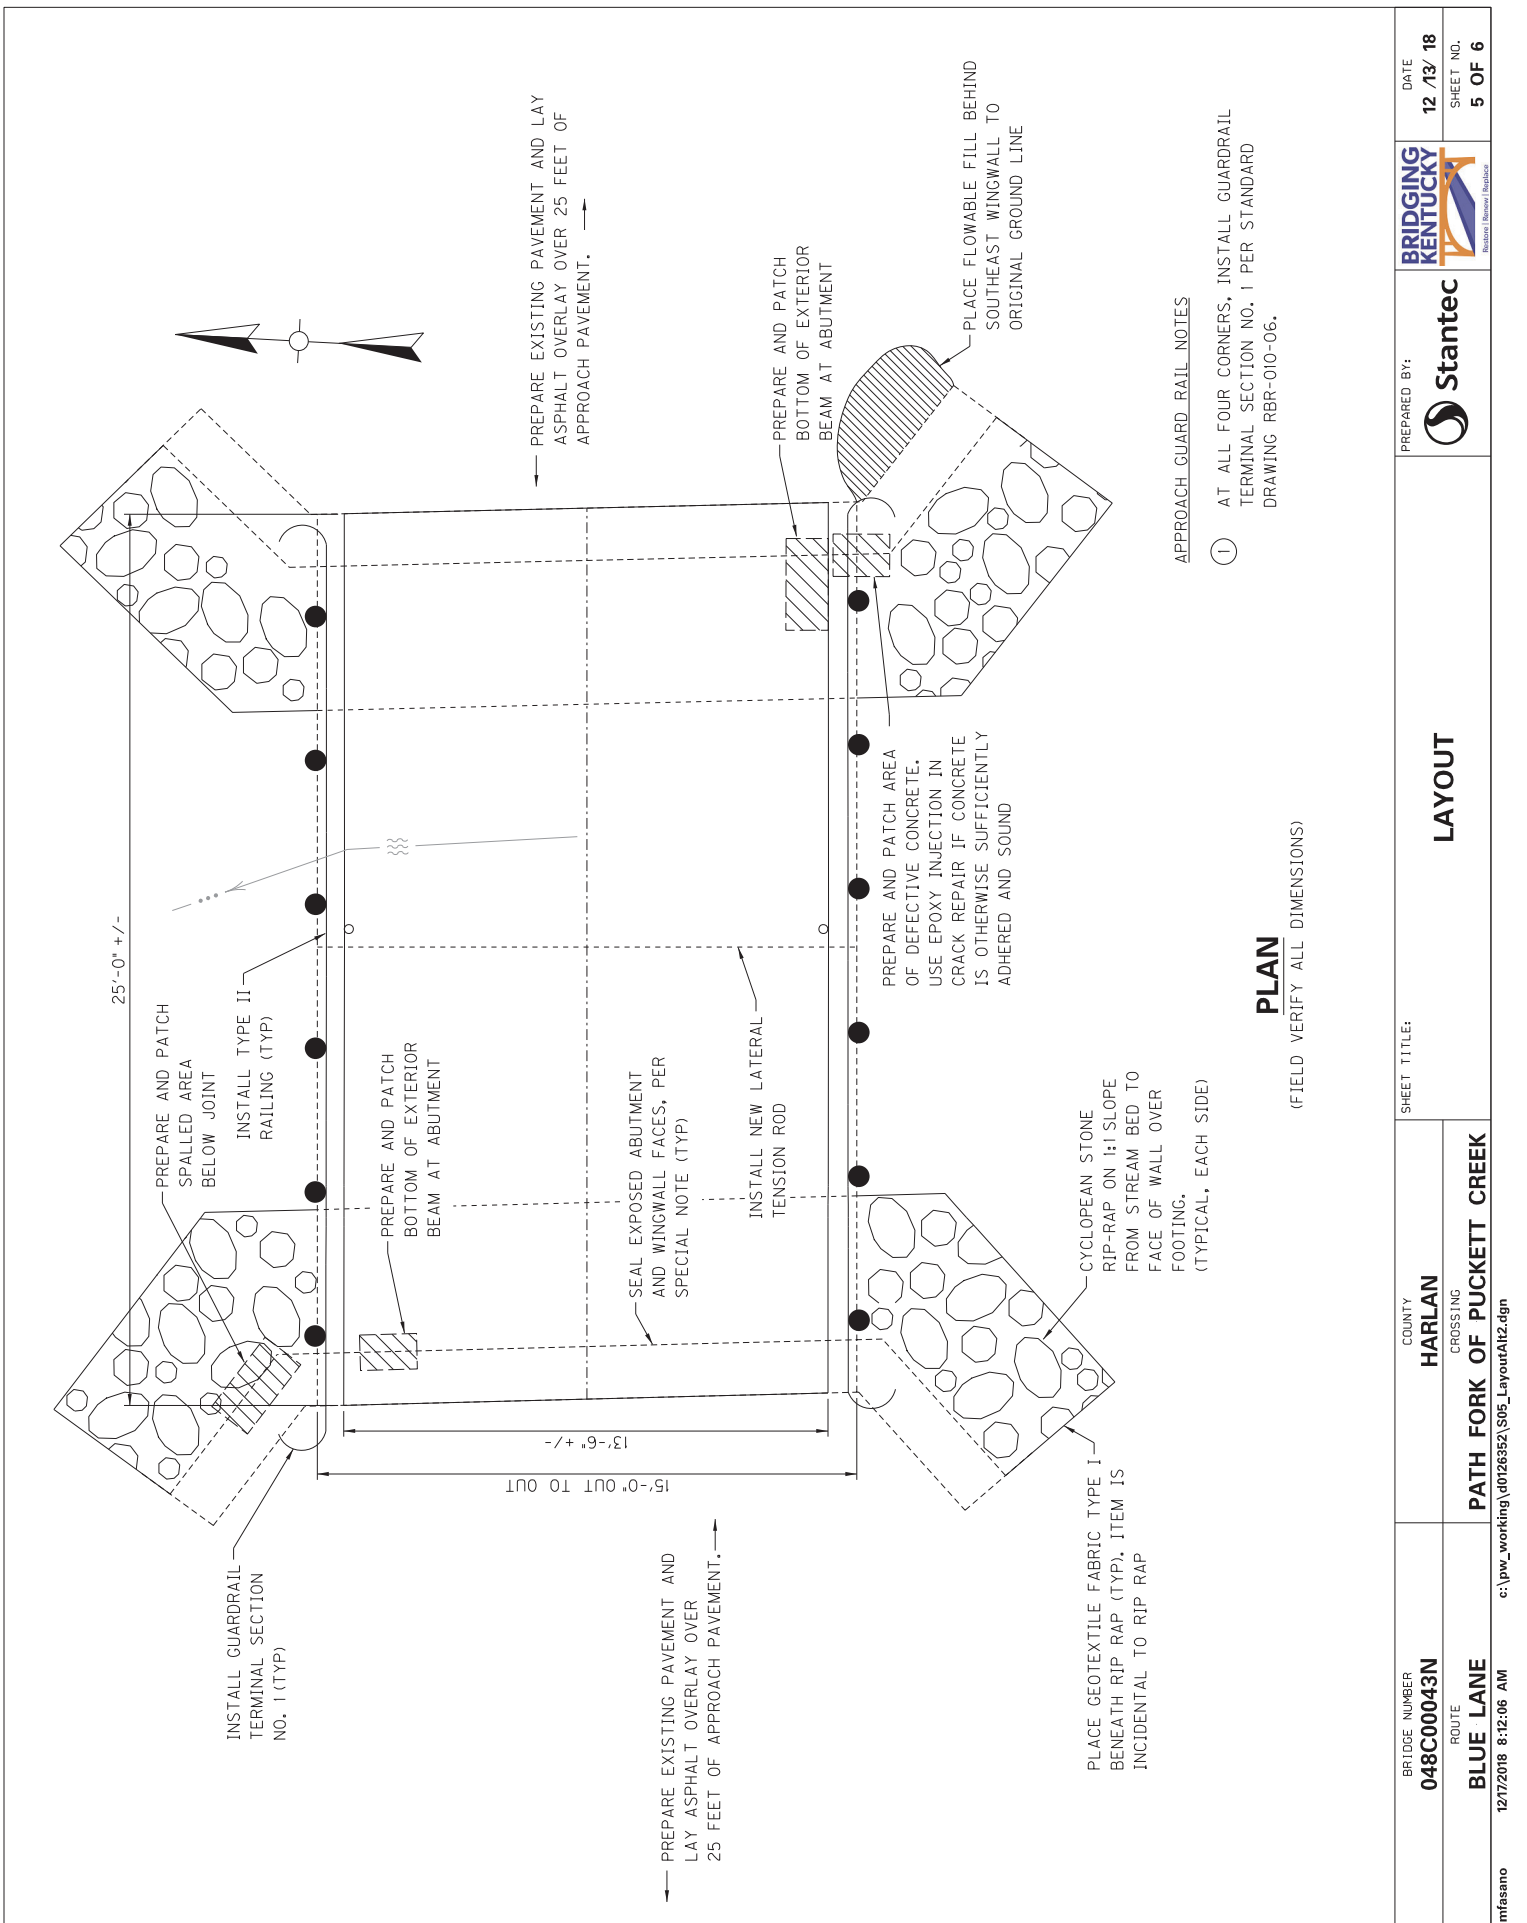 25'-0" +/-
PREPARE AND PATCH
SPALLED AREA
BELOW JOINT
INSTALL TYPE II
RAILING (TYP)
INSTALL GUARDRAIL
TERMINAL SECTION
NO. 1 (TYP)
PREPARE AND PATCH
BOTTOM OF EXTERIOR
BEAM AT ABUTMENT
PREPARE EXISTING PAVEMENT AND LAY
ASPHALT OVERLAY OVER 25 FEET OF
APPROACH PAVEMENT.
13'-6" +/-
15'-0" OUT TO OUT
SEAL EXPOSED ABUTMENT
AND WINGWALL FACES, PER
SPECIAL NOTE (TYP)
PREPARE EXISTING PAVEMENT AND
LAY ASPHALT OVERLAY OVER
25 FEET OF APPROACH PAVEMENT.
INSTALL NEW LATERAL
TENSION ROD
PREPARE AND PATCH
BOTTOM OF EXTERIOR
BEAM AT ABUTMENT
PREPARE AND PATCH AREA
OF DEFECTIVE CONCRETE.
USE EPOXY INJECTION IN
CRACK REPAIR IF CONCRETE
IS OTHERWISE SUFFICIENTLY
ADHERED AND SOUND
PLACE FLOWABLE FILL BEHIND
SOUTHEAST WINGWALL TO
ORIGINAL GROUND LINE
CYCLOPEAN STONE
RIP-RAP ON 1:1 SLOPE
FROM STREAM BED TO
FACE OF WALL OVER
FOOTING.
(TYPICAL, EACH SIDE)
PLACE GEOTEXTILE FABRIC TYPE I
BENEATH RIP RAP (TYP). ITEM IS
INCIDENTAL TO RIP RAP
APPROACH GUARD RAIL NOTES
1 AT ALL FOUR CORNERS, INSTALL GUARDRAIL
TERMINAL SECTION NO. 1 PER STANDARD
DRAWING RBR-010-06.
PLAN
(FIELD VERIFY ALL DIMENSIONS)
BRIDGE NUMBER
048C00043N
ROUTE
BLUE LANE
COUNTY
HARLAN
CROSSING
PATH FORK OF PUCKETT CREEK
SHEET TITLE:
LAYOUT
PREPARED BY:
Stantec
BRIDGING
KENTUCKY
Restore | Renew | Replace
DATE
12 /13/ 18
SHEET NO.
5 OF 6
mfasano 12/17/2018 8:12:06 AM c:\pw_working\d0126352\S05_LayoutAlt2.dgn